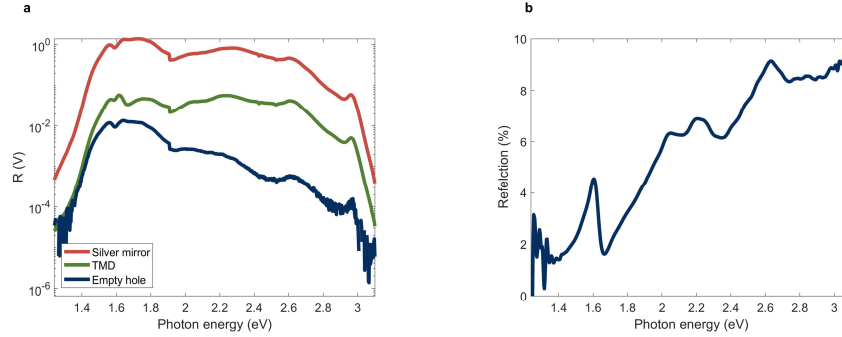 a
R (V)
10^0
10^-2
10^-4
10^-6
Silver mirror
TMD
Empty hole
1.4 1.6 1.8 2 2.2 2.4 2.6 2.8 3
Photon energy (eV)
b
Refelction (%)
10
8
6
4
2
0
1.4 1.6 1.8 2 2.2 2.4 2.6 2.8 3
Photon energy (eV)